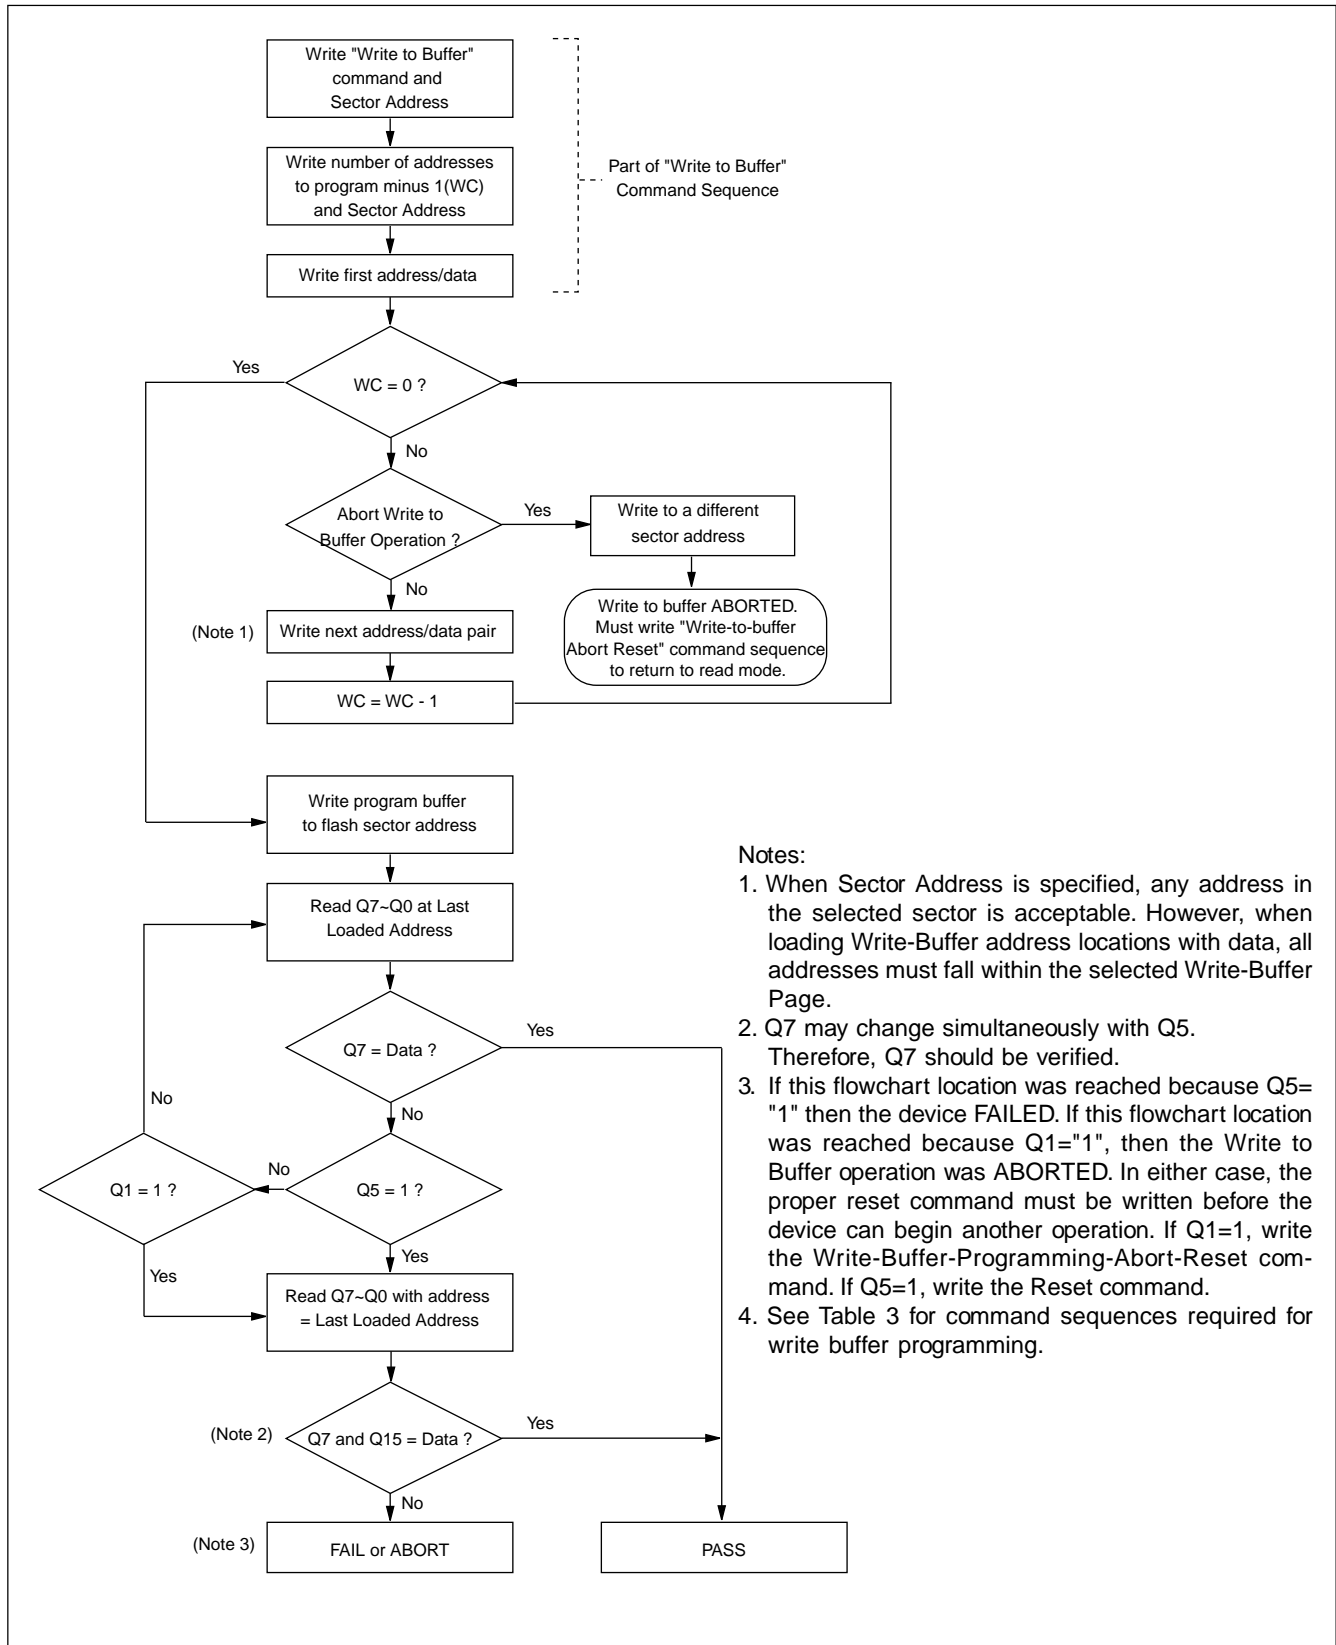 Write "Write to Buffer"
command and
Sector Address
Write number of addresses
to program minus 1(WC)
and Sector Address
Part of "Write to Buffer"
Command Sequence
Write first address/data
Yes
WC = 0 ?
No
Abort Write to
Buffer Operation ?
Yes
Write to a different
sector address
No
(Note 1)
Write next address/data pair
Write to buffer ABORTED.
Must write "Write-to-buffer
Abort Reset" command sequence
to return to read mode.
WC = WC - 1
Write program buffer
to flash sector address
Read Q7~Q0 at Last
Loaded Address
Yes
Q7 = Data ?
No
No
Q1 = 1 ?
No
Q5 = 1 ?
Yes
Yes
Read Q7~Q0 with address
= Last Loaded Address
(Note 2)
Q7 and Q15 = Data ?
Yes
No
(Note 3)
FAIL or ABORT
PASS
Notes:
1. When Sector Address is specified, any address in
the selected sector is acceptable. However, when
loading Write-Buffer address locations with data, all
addresses must fall within the selected Write-Buffer
Page.
2. Q7 may change simultaneously with Q5.
Therefore, Q7 should be verified.
3. If this flowchart location was reached because Q5=
"1" then the device FAILED. If this flowchart location
was reached because Q1="1", then the Write to
Buffer operation was ABORTED. In either case, the
proper reset command must be written before the
device can begin another operation. If Q1=1, write
the Write-Buffer-Programming-Abort-Reset com-
mand. If Q5=1, write the Reset command.
4. See Table 3 for command sequences required for
write buffer programming.